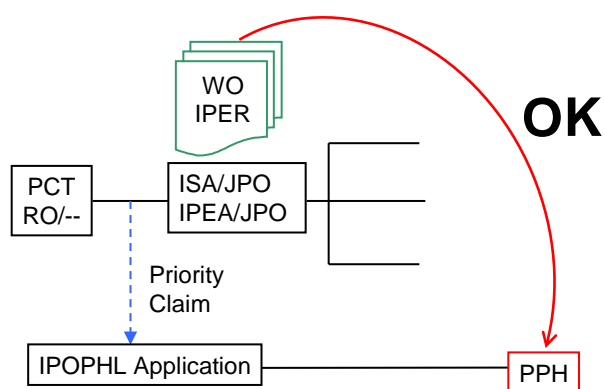 WO
IPER
OK
PCT
RO/--
ISA/JPO
IPEA/JPO
Priority
Claim
IPOPHL Application
PPH